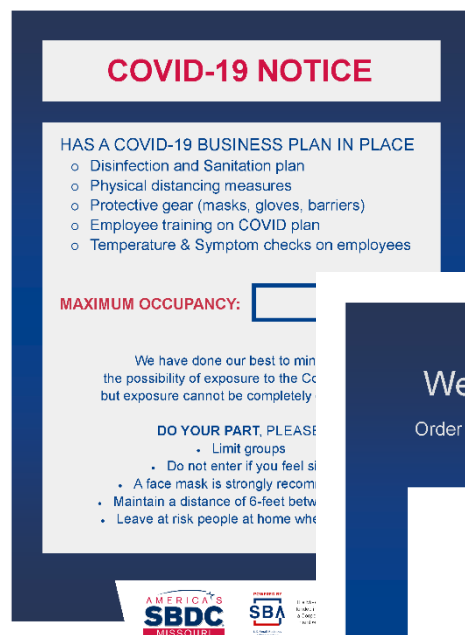 COVID-19 NOTICE
HAS A COVID-19 BUSINESS PLAN IN PLACE
o Disinfection and Sanitation plan
o Physical distancing measures
o Protective gear (masks, gloves, barriers)
o Employee training on COVID plan
o Temperature & Symptom checks on employees
MAXIMUM OCCUPANCY:
We have done our best to min
the possibility of exposure to the Co
but exposure cannot be completely
DO YOUR PART, PLEASE
• Limit groups
• Do not enter if you feel si
• A face mask is strongly recom
• Maintain a distance of 6-feet betw
• Leave at risk people at home whe
We
Order
AMERICA'S
SBDC
MISSOURI
POWERED BY
SBA